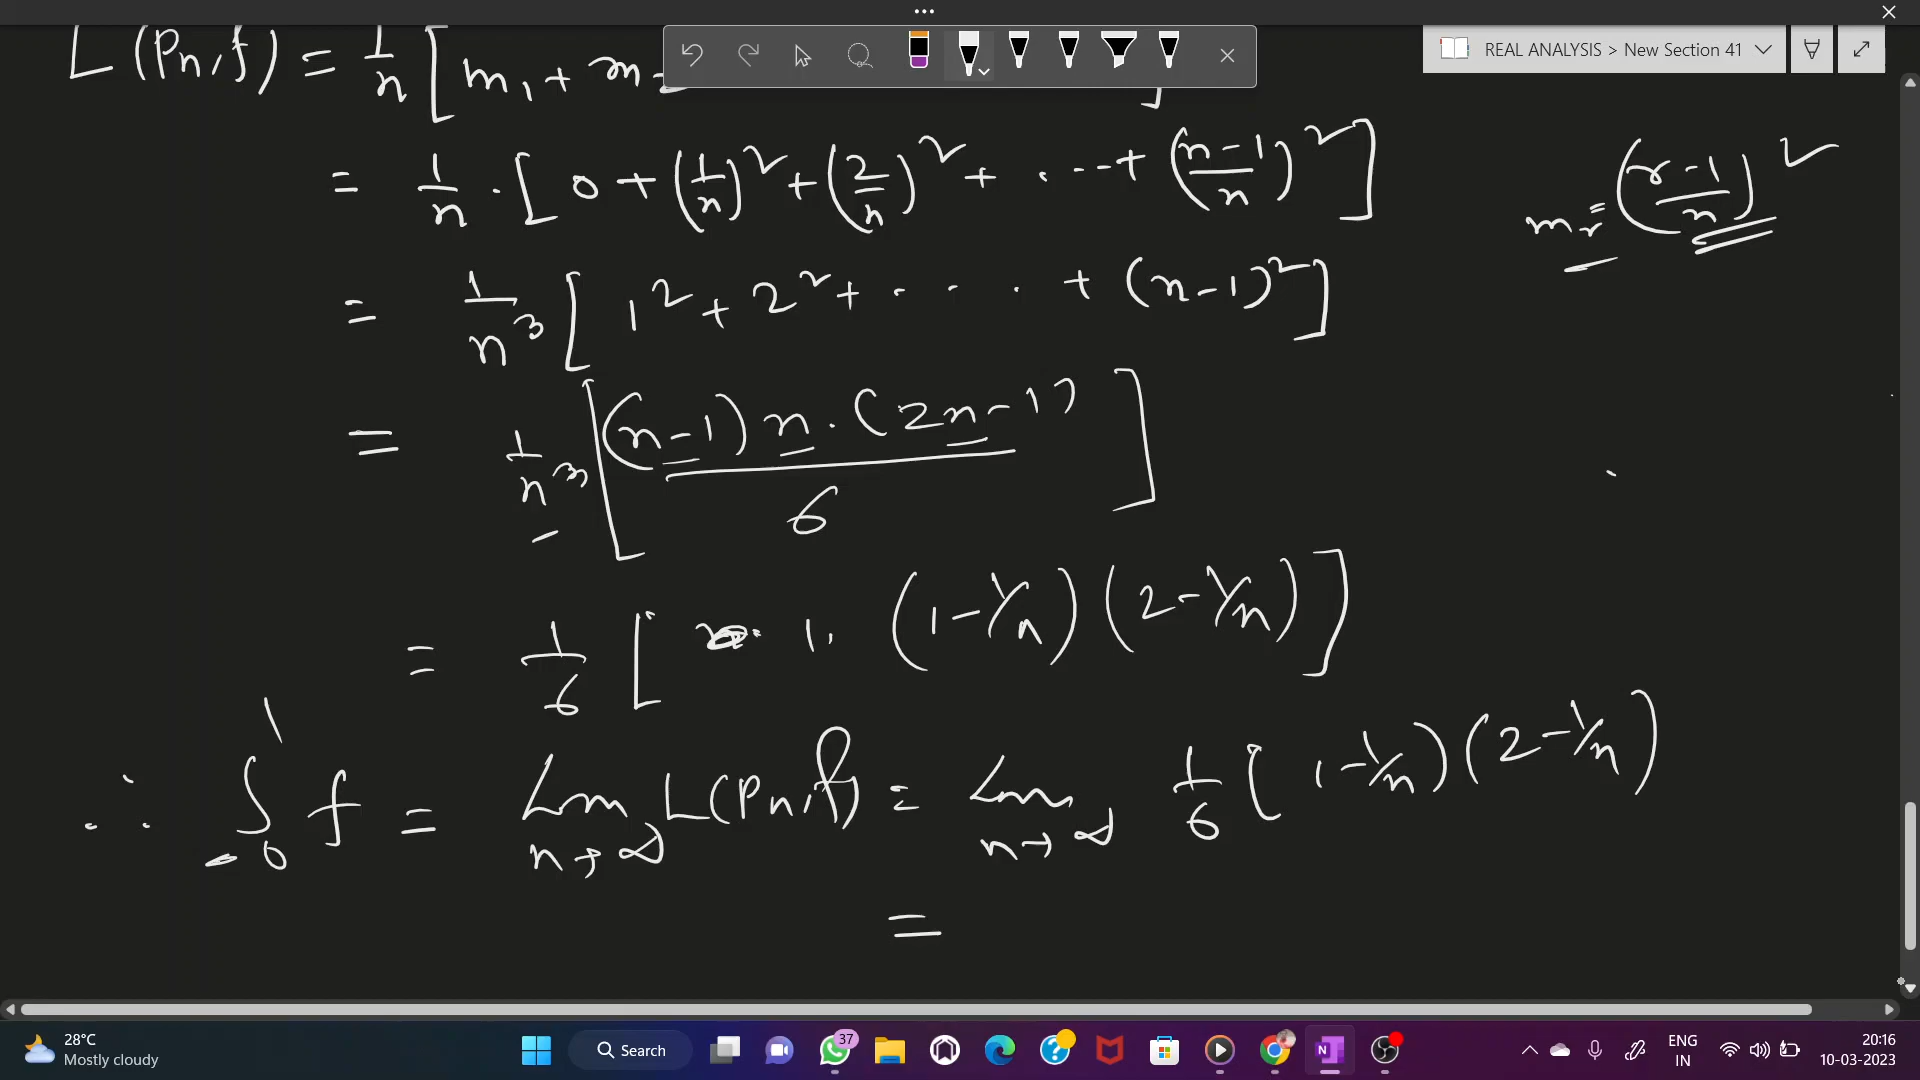 REAL ANALYSIS > New Section 41
L(Pn,f) = 1/n [m₁ + m
= 1/n · [0 + (1/n)² + (2/n)² + ... + ((n-1)/n)²]
m_r = ((r-1)/n)²
= 1/n³ [1² + 2² + . . . + (n-1)²]
= 1/n³ [(n-1) n · (2n-1) / 6]
= 1/6 [ 1. (1 - 1/n) (2 - 1/n)]
∴ ∫₀¹ f = Lim n→∞ L(Pn,f) = Lim n→∞ 1/6 [1 - 1/n) (2 - 1/n)
=
28°C
Mostly cloudy
Search
37
ENG
IN
20:16
10-03-2023